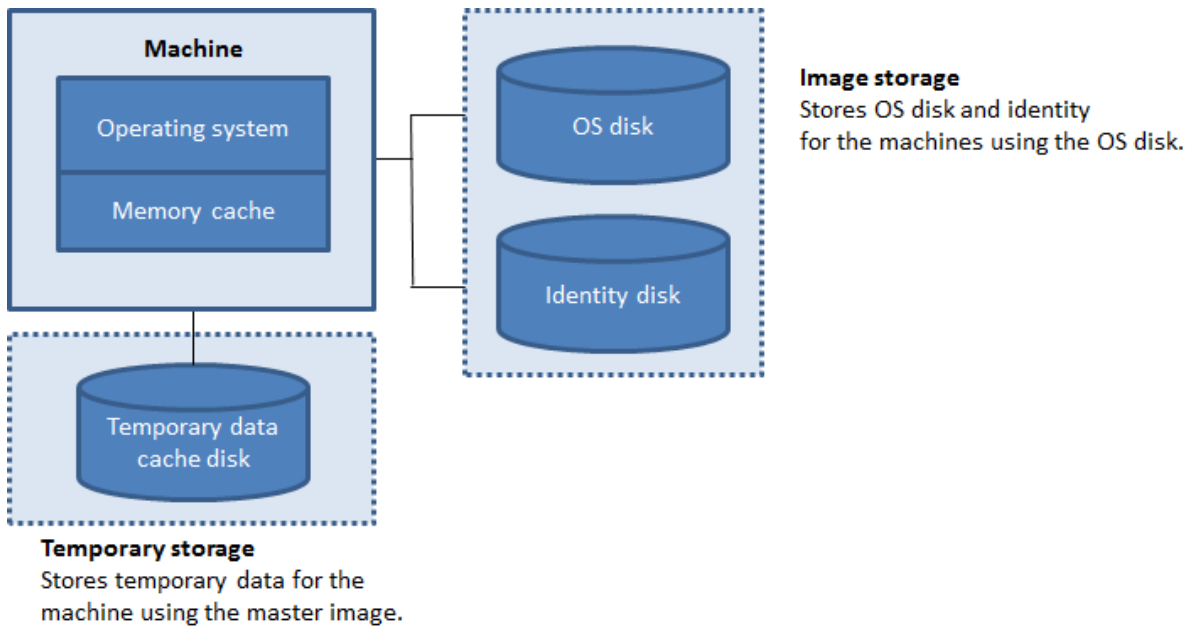 Machine
Operating system
Memory cache
OS disk
Identity disk
Image storage
Stores OS disk and identity
for the machines using the OS disk.
Temporary data
cache disk
Temporary storage
Stores temporary data for the
machine using the master image.